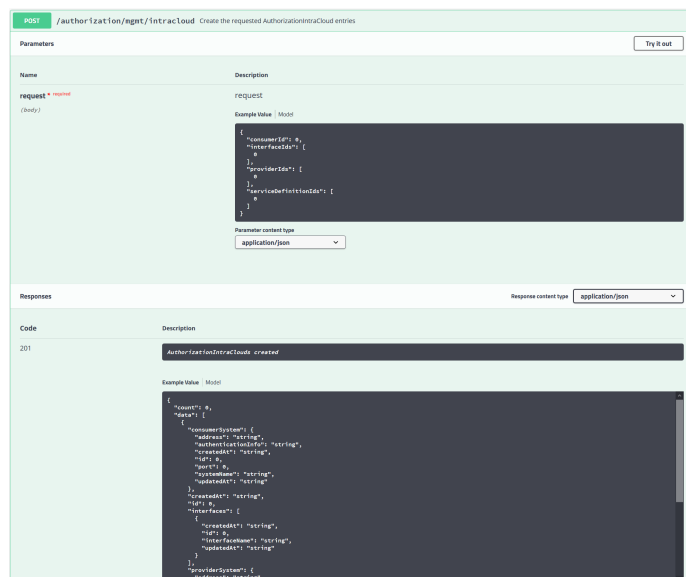 POST /authorization/mgmt/intracloud Create the requested AuthorizationIntraCloud entries
Parameters Try it out
Name Description
request * required request
(body)
Example Value | Model
{
"consumerId": 0,
"interfaceIds": [
0
],
"providerIds": [
0
],
"serviceDefinitionIds": [
0
]
}
Parameter content type
application/json
Responses Response content type application/json
Code Description
201
AuthorizationIntraClouds created
Example Value | Model
{
"count": 0,
"data": [
{
"consumerSystem": {
"address": "string",
"authenticationInfo": "string",
"createdAt": "string",
"id": 0,
"port": 0,
"systemName": "string",
"updatedAt": "string"
},
"createdAt": "string",
"id": 0,
"interfaces": [
{
"createdAt": "string",
"id": 0,
"interfaceName": "string",
"updatedAt": "string"
}
],
"providerSystem": {